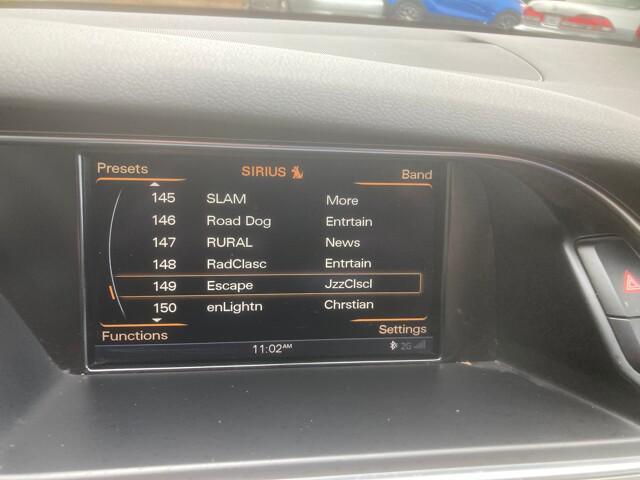 Presets SIRIUS Band
145 SLAM More
146 Road Dog Entrtain
147 RURAL News
148 RadClasc Entrtain
149 Escape JzzClscl
150 enLightn Chrstian
Functions Settings
11:02AM 2G